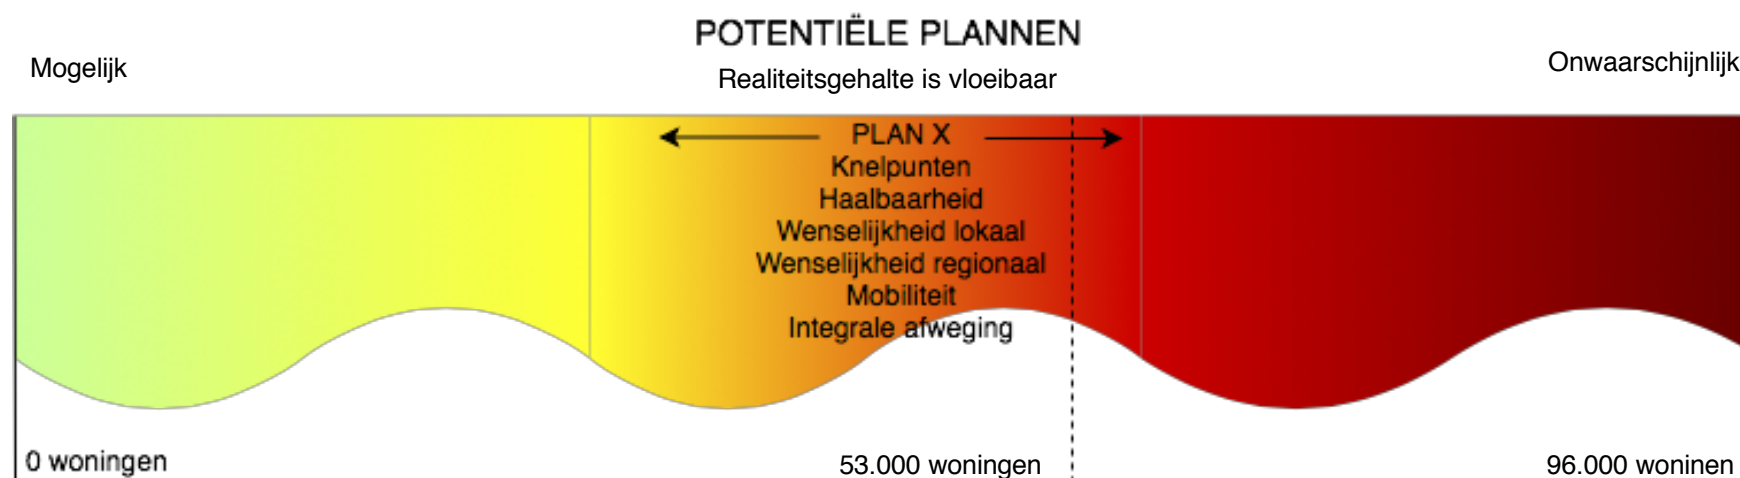 POTENTIËLE PLANNEN
Mogelijk
Realiteitsgehalte is vloeibaar
Onwaarschijnlijk
PLAN X
Knelpunten
Haalbaarheid
Wenselijkheid lokaal
Wenselijkheid regionaal
Mobiliteit
Integrale afweging
0 woningen
53.000 woningen
96.000 woninen